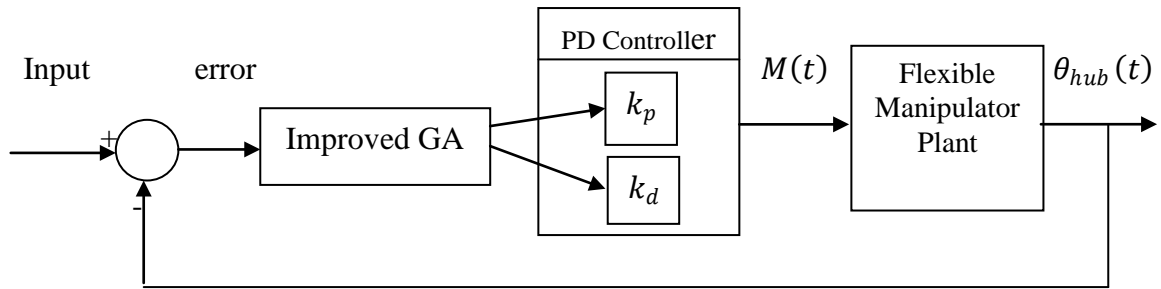 Input
error
+
-
Improved GA
PD Controller
k_p
k_d
M(t)
Flexible
Manipulator
Plant
θ_hub(t)